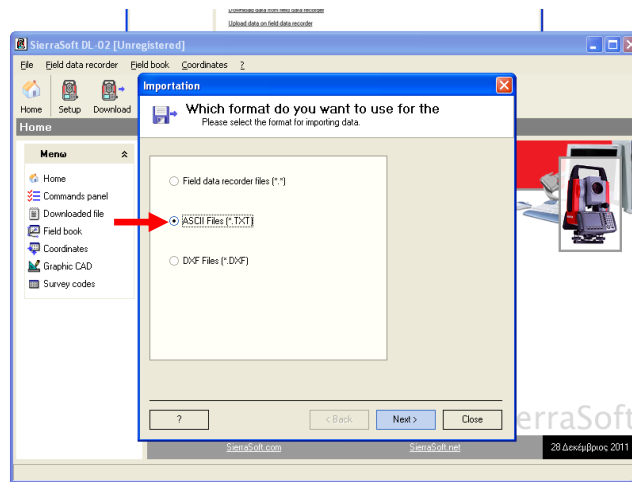 Download data from field data recorder
Upload data on field data recorder
SierraSoft DL-02 [Unregistered]
File Field data recorder Field book Coordinates ?
Home Setup Download
Home
Importation
Which format do you want to use for the
Please select the format for importing data.
Menu
Home
Commands panel
Downloaded file
Field book
Coordinates
Graphic CAD
Survey codes
Field data recorder files (*.*)
ASCII Files (*.TXT)
DXF Files (*.DXF)
? < Back Next > Close
erraSoft
SierraSoft.com SierraSoft.net 28 Δεκέμβριος 2011